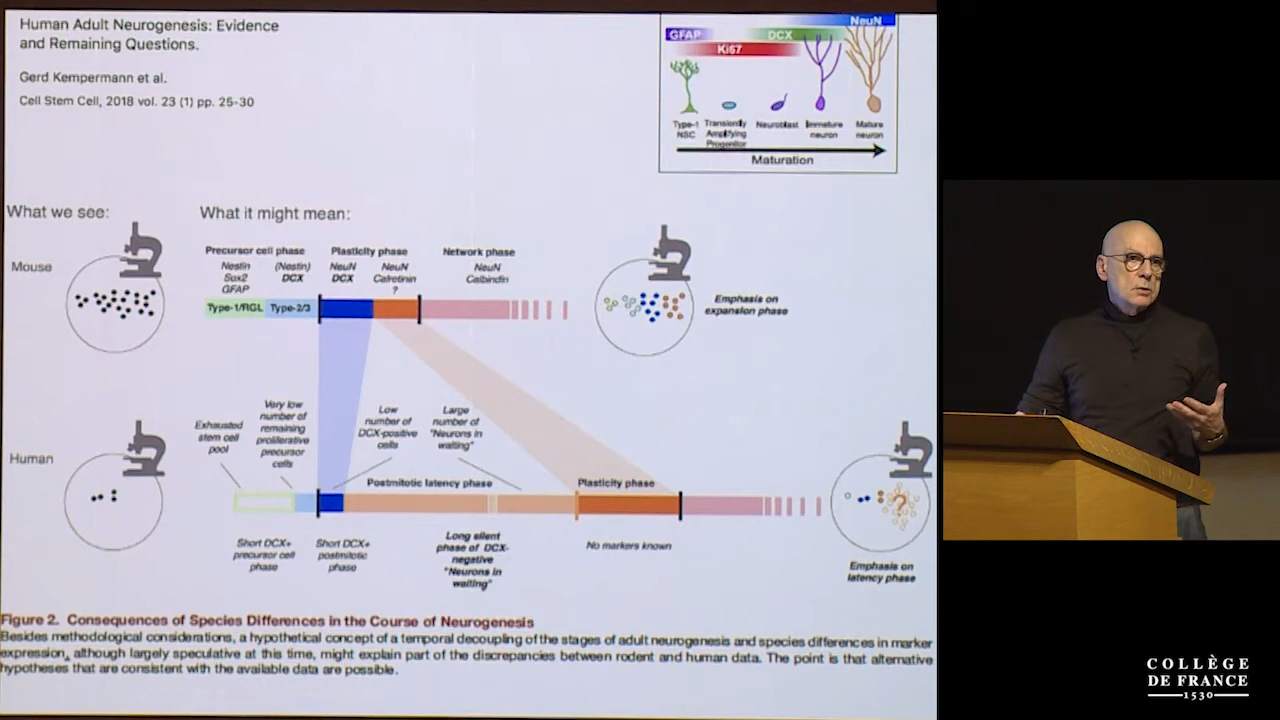 Human Adult Neurogenesis: Evidence
and Remaining Questions.
Gerd Kempermann et al.
Cell Stem Cell, 2018 vol. 23 (1) pp. 25-30
NeuN
GFAP
DCX
Ki67
Type-1
NSC
Transiently
Amplifying
Progenitor
Neuroblast
Immature
neuron
Mature
neuron
Maturation
What we see:
What it might mean:
Mouse
Precursor cell phase
Plasticity phase
Network phase
Nestin
Sox2
GFAP
(Nestin)
DCX
NeuN
DCX
NeuN
Calretinin
?
NeuN
Calbindin
Type-1/RGL
Type-2/3
Emphasis on
expansion phase
Human
Exhausted
stem cell
pool
Very low
number of
remaining
proliferative
precursor
cells
Low
number of
DCX-positive
cells
Large
number of
"Neurons in
waiting"
Postmitotic latency phase
Plasticity phase
?
Short DCX+
precursor cell
phase
Short DCX+
postmitotic
phase
Long silent
phase of DCX-
negative
"Neurons in
waiting"
No markers known
Emphasis on
latency phase
Figure 2. Consequences of Species Differences in the Course of Neurogenesis
Besides methodological considerations, a hypothetical concept of a temporal decoupling of the stages of adult neurogenesis and species differences in marker
expression, although largely speculative at this time, might explain part of the discrepancies between rodent and human data. The point is that alternative
hypotheses that are consistent with the available data are possible.
COLLÈGE
DE FRANCE
1530